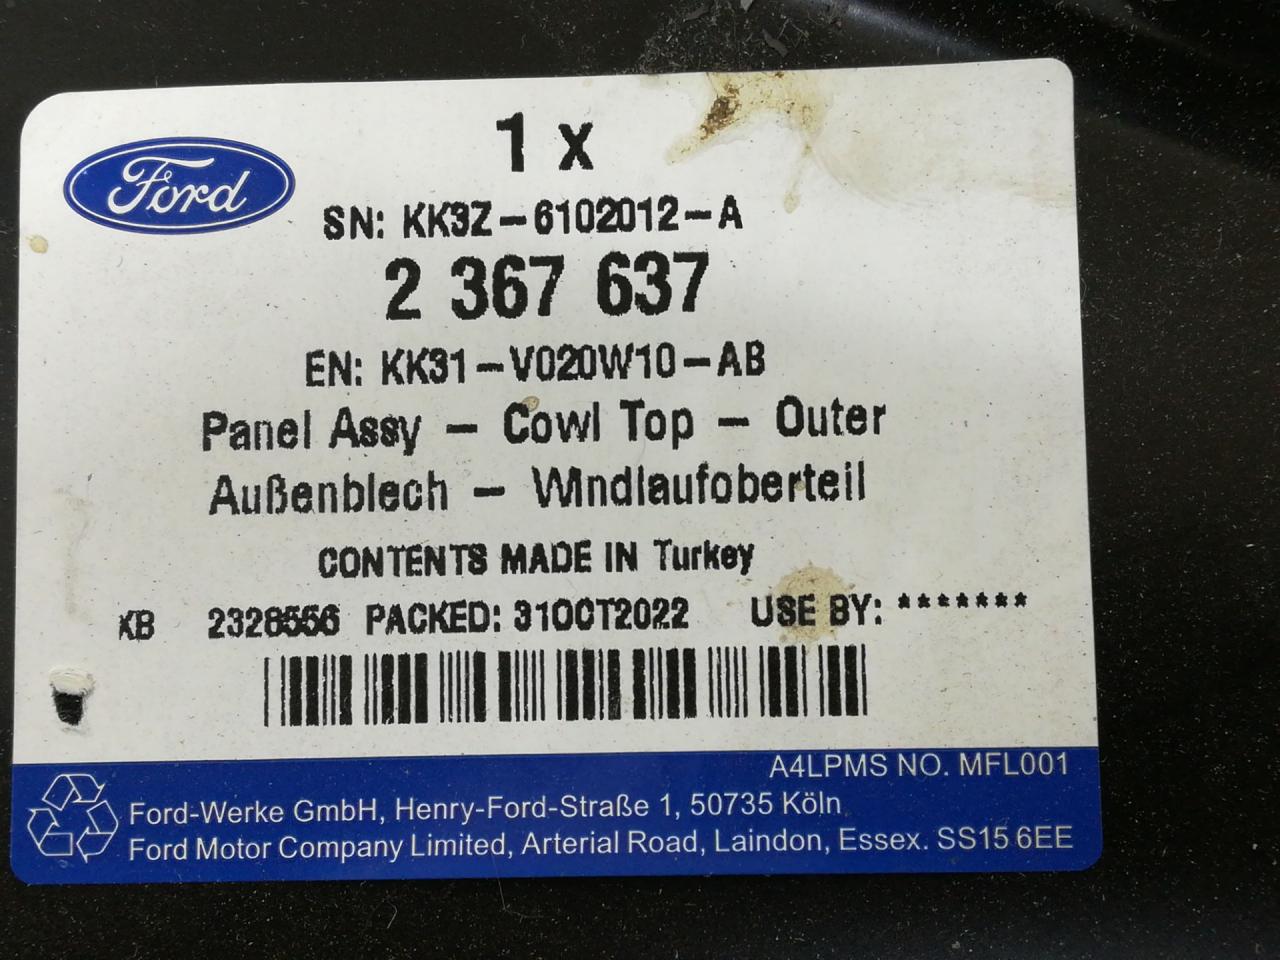 Ford
1 x
SN: KK3Z-6102012-A
2 367 637
EN: KK31-V020W10-AB
Panel Assy - Cowl Top - Outer
Außenblech - Windlaufoberteil
CONTENTS MADE IN Turkey
KB 2328556 PACKED: 31OCT2022 USE BY: *******
A4LPMS NO. MFL001
Ford-Werke GmbH, Henry-Ford-Straße 1, 50735 Köln
Ford Motor Company Limited, Arterial Road, Laindon, Essex. SS15 6EE